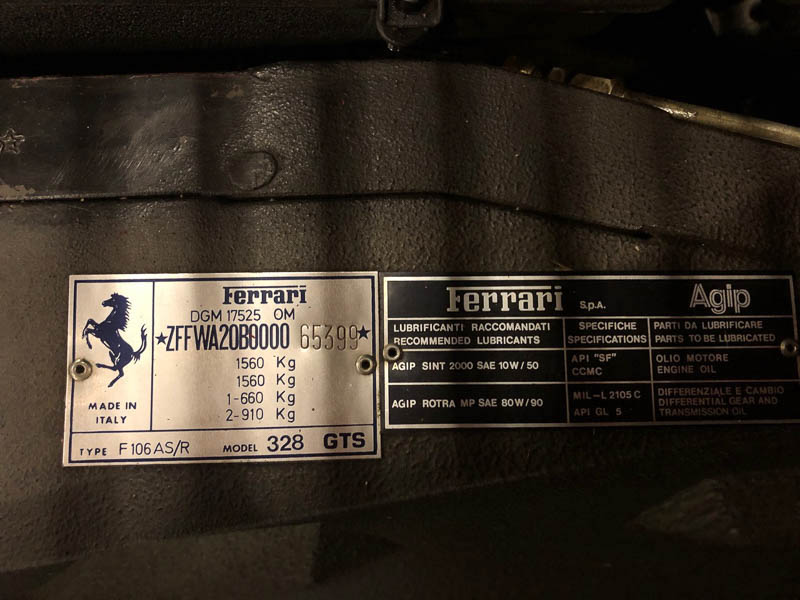 Ferrari
DGM 17525 OM
★ZFFWA20B0000 65399★
1560 Kg
1560 Kg
1-660 Kg
2-910 Kg
MADE IN
ITALY
TYPE F106AS/R MODEL 328 GTS
Ferrari S.p.A. Agip
LUBRIFICANTI RACCOMANDATI
RECOMMENDED LUBRICANTS
SPECIFICHE
SPECIFICATIONS
PARTI DA LUBRIFICARE
PARTS TO BE LUBRICATED
AGIP SINT 2000 SAE 10W/50
API "SF"
CCMC
OLIO MOTORE
ENGINE OIL
AGIP ROTRA MP SAE 80W/90
MIL-L 2105 C
API GL 5
DIFFERENZIALE E CAMBIO
DIFFERENTIAL GEAR AND
TRANSMISSION OIL